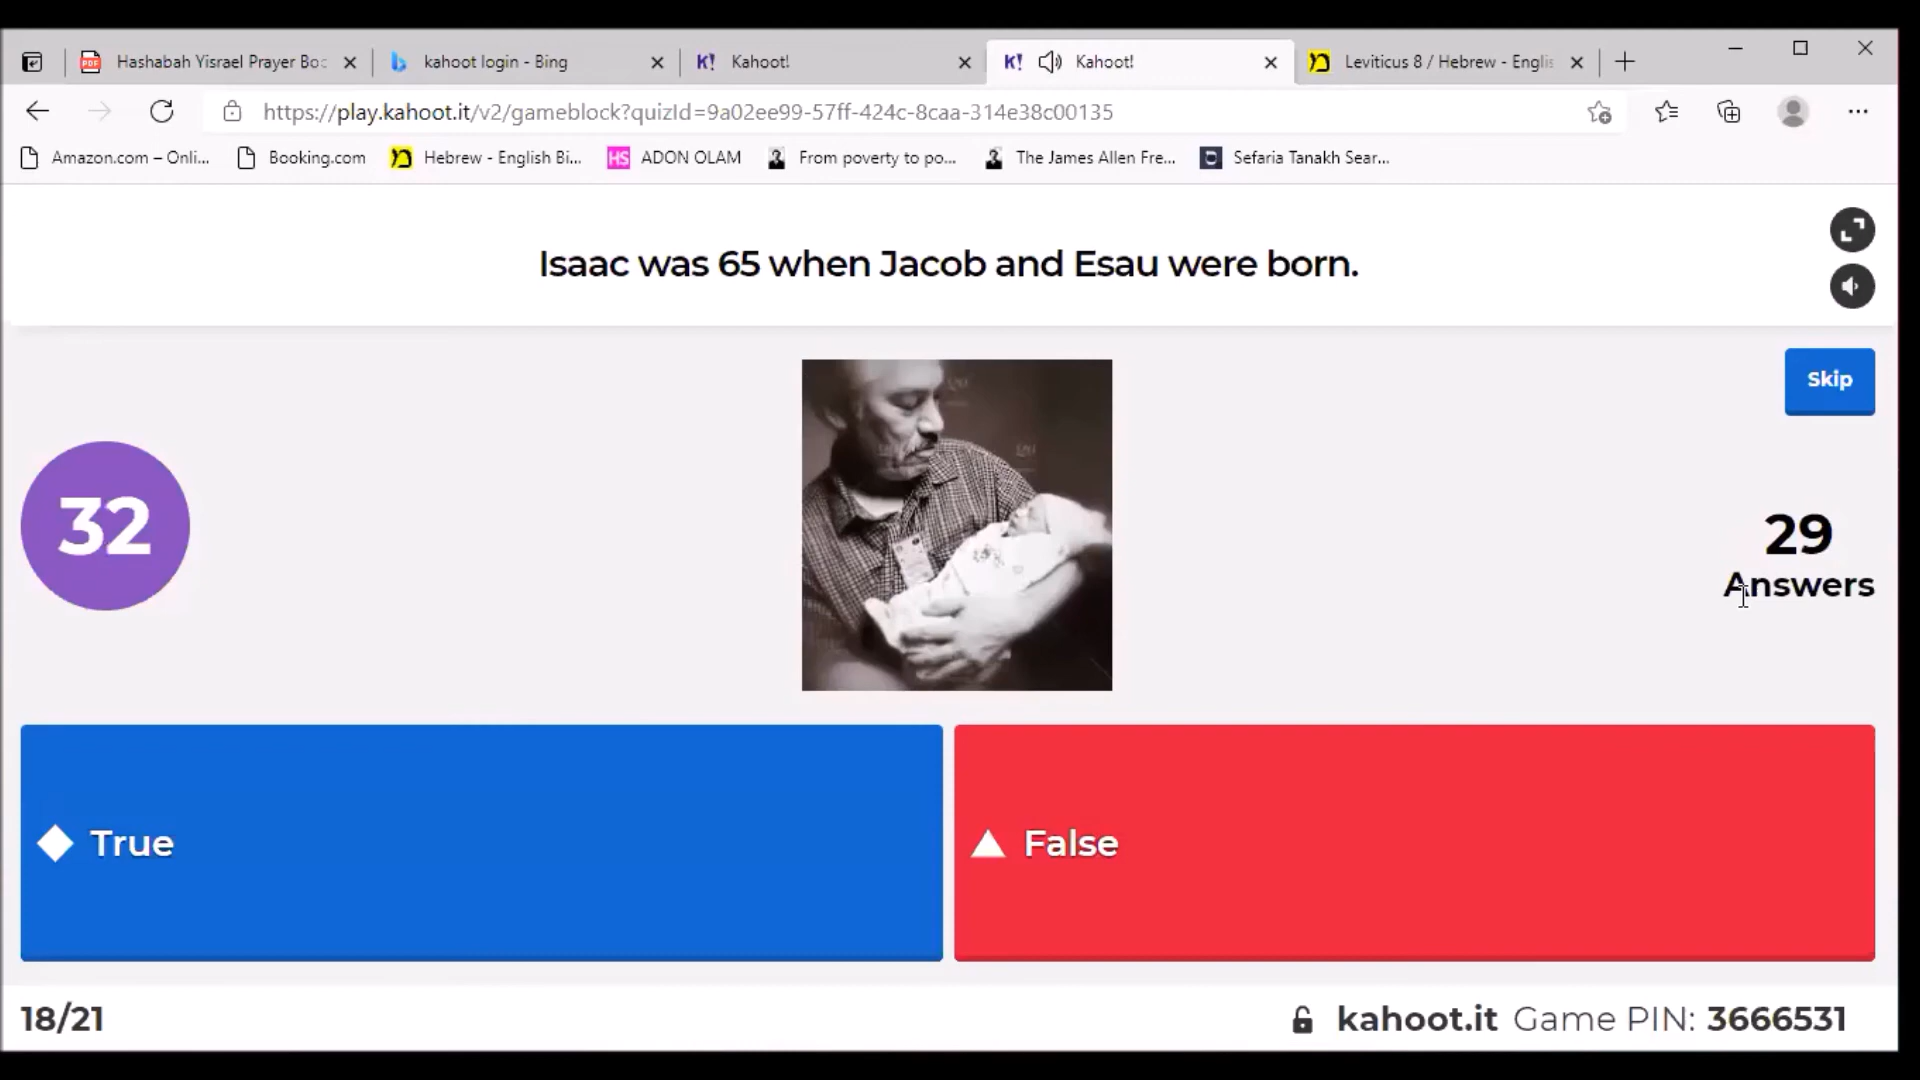 Hashabah Yisrael Prayer Boc
kahoot login - Bing
K! Kahoot!
K! Kahoot!
Leviticus 8 / Hebrew - Englis
https://play.kahoot.it/v2/gameblock?quizId=9a02ee99-57ff-424c-8caa-314e38c00135
Amazon.com – Onli...
Booking.com
Hebrew - English Bi...
HS ADON OLAM
From poverty to po...
The James Allen Fre...
Sefaria Tanakh Sear...
Isaac was 65 when Jacob and Esau were born.
Skip
32
29
Answers
True
False
18/21
kahoot.it Game PIN: 3666531